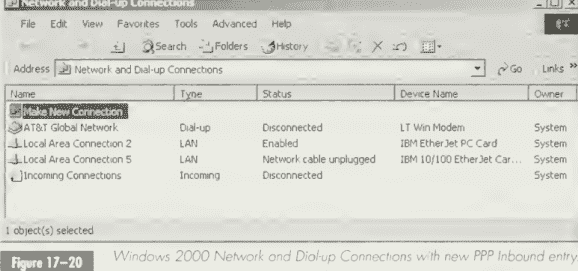 Network and Dial-up Connections
File Edit View Favorites Tools Advanced Help
Search Folders History
Address Network and Dial-up Connections Go Links »
Name Type Status Device Name Owner
Make New Connection
AT&T Global Network Dial-up Disconnected LT Win Modem System
Local Area Connection 2 LAN Enabled IBM EtherJet PC Card System
Local Area Connection 5 LAN Network cable unplugged IBM 10/100 EtherJet Car... System
Incoming Connections Incoming Disconnected System
1 object(s) selected
Figure 17–20 Windows 2000 Network and Dial-up Connections with new PPP Inbound entry